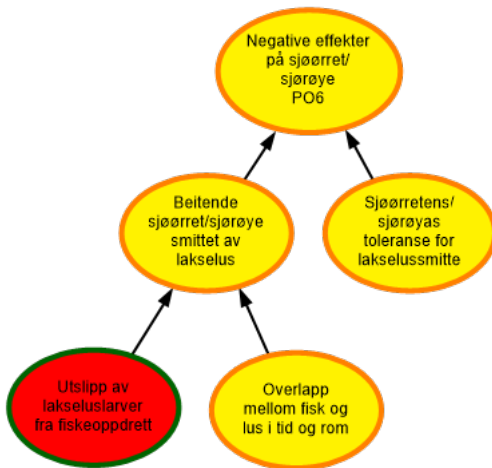 Negative effekter
på sjøørret/
sjørøye
PO6
Beitende
sjøørret/sjørøye
smittet av
lakselus
Sjøørretens/
sjørøyas
toleranse for
lakselussmitte
Utslipp av
lakseluslarver
fra fiskeoppdrett
Overlapp
mellom fisk og
lus i tid og rom